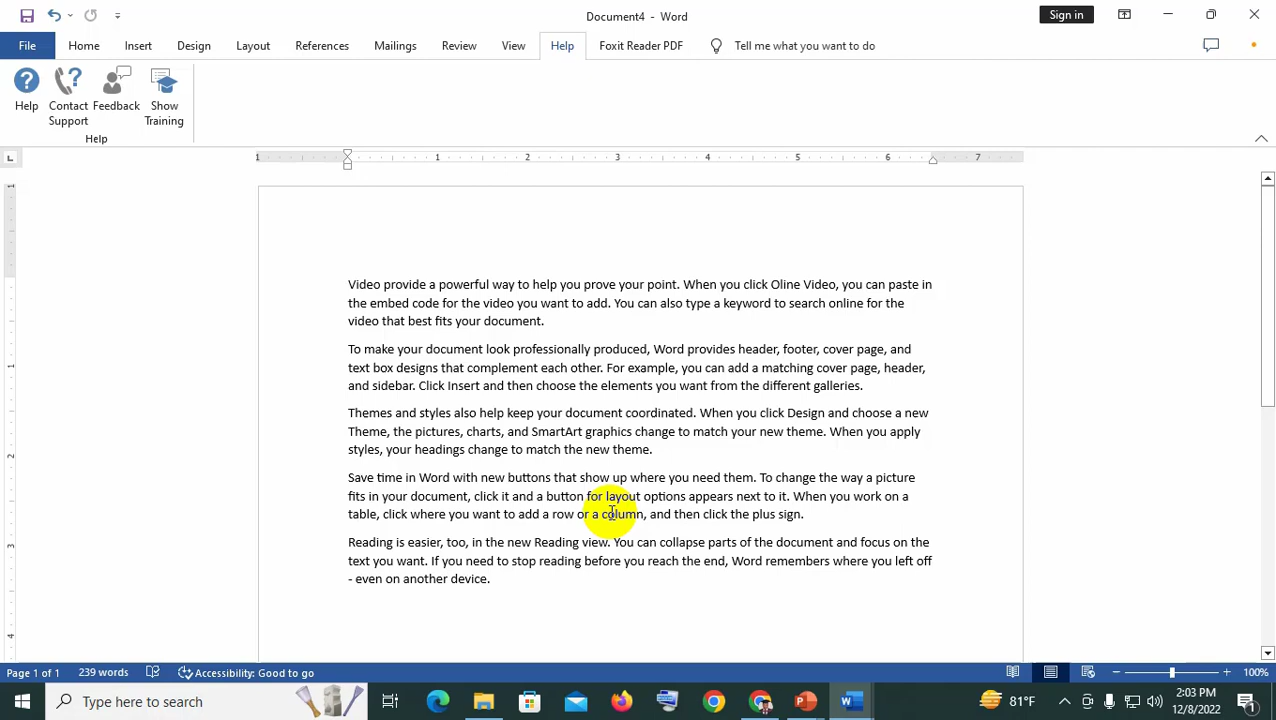 Document4 - Word
Sign in
File Home Insert Design Layout References Mailings Review View Help Foxit Reader PDF Tell me what you want to do
Help Contact Support Feedback Show Training
Help
1 1 2 3 4 5 6 7
1
1
2
3
4
Video provide a powerful way to help you prove your point. When you click Oline Video, you can paste in
the embed code for the video you want to add. You can also type a keyword to search online for the
video that best fits your document.
To make your document look professionally produced, Word provides header, footer, cover page, and
text box designs that complement each other. For example, you can add a matching cover page, header,
and sidebar. Click Insert and then choose the elements you want from the different galleries.
Themes and styles also help keep your document coordinated. When you click Design and choose a new
Theme, the pictures, charts, and SmartArt graphics change to match your new theme. When you apply
styles, your headings change to match the new theme.
Save time in Word with new buttons that show up where you need them. To change the way a picture
fits in your document, click it and a button for layout options appears next to it. When you work on a
table, click where you want to add a row or a column, and then click the plus sign.
Reading is easier, too, in the new Reading view. You can collapse parts of the document and focus on the
text you want. If you need to stop reading before you reach the end, Word remembers where you left off
- even on another device.
Page 1 of 1 239 words Accessibility: Good to go 100%
Type here to search 81°F 2:03 PM
12/8/2022 1